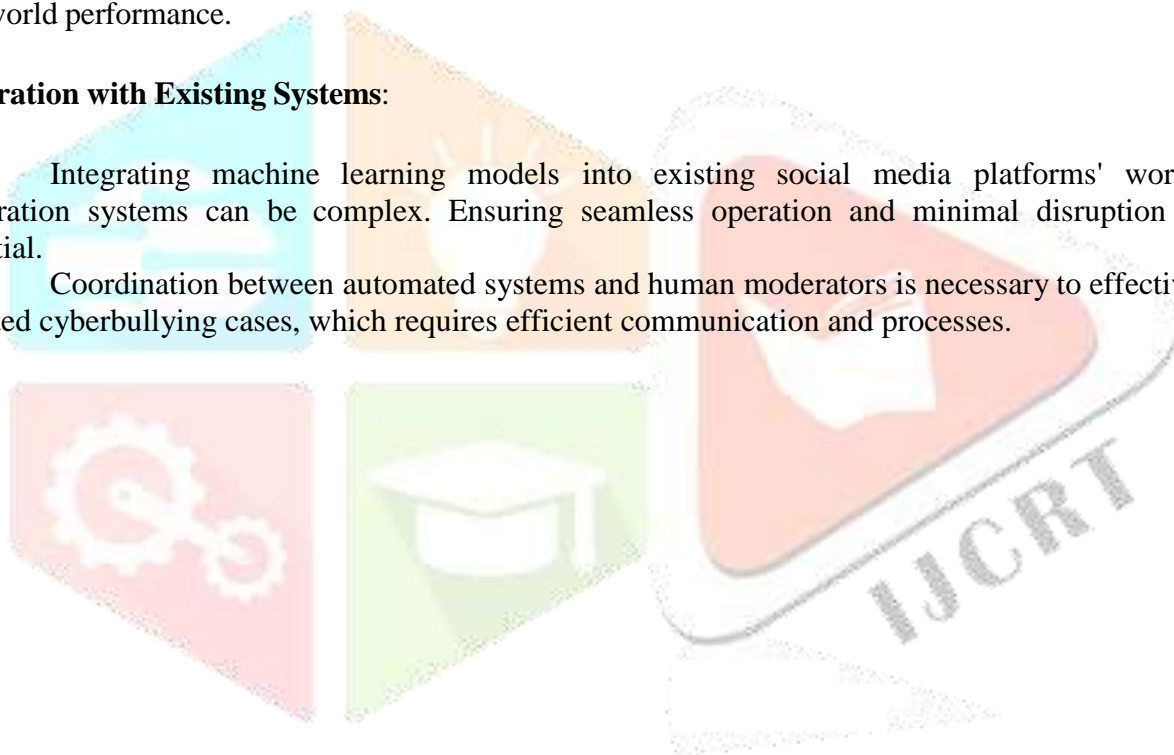 world performance.
ration with Existing Systems:
Integrating machine learning models into existing social media platforms' wor
ration systems can be complex. Ensuring seamless operation and minimal disruption
tial.
Coordination between automated systems and human moderators is necessary to effectiv
ted cyberbullying cases, which requires efficient communication and processes.
IJCRT